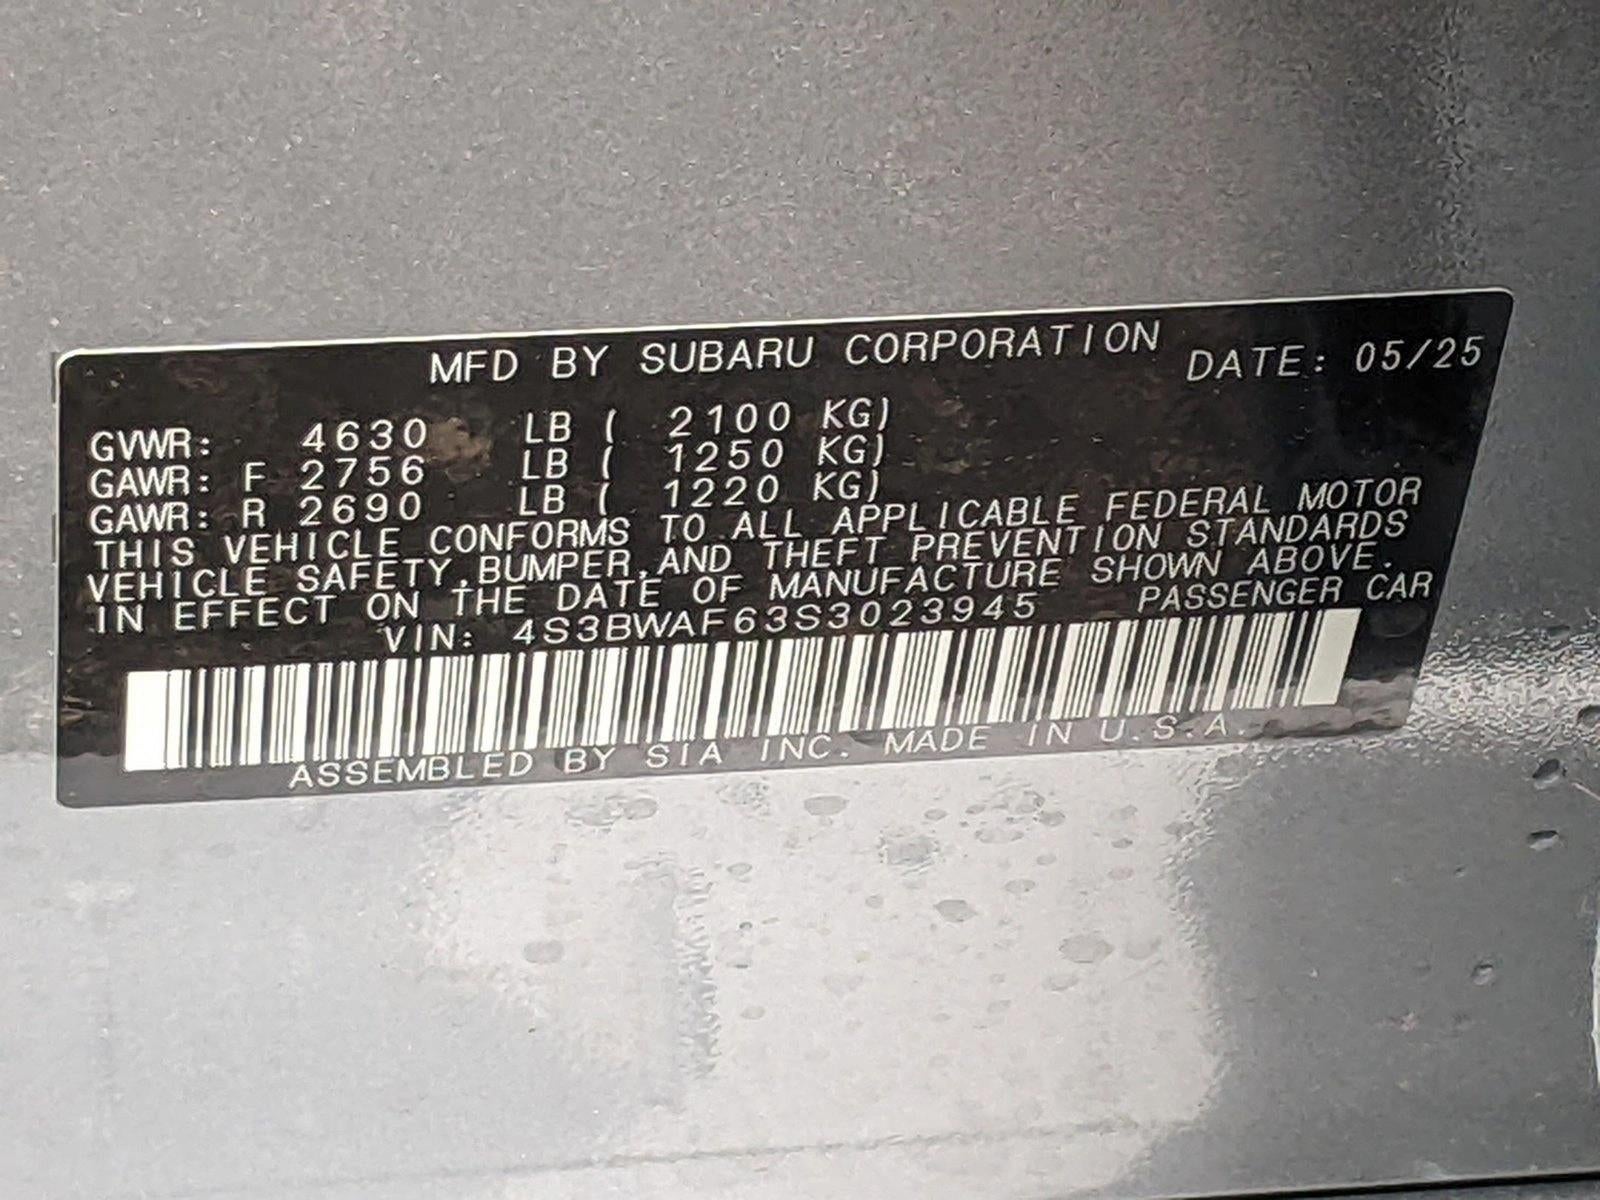 MFD BY SUBARU CORPORATION DATE: 05/25
GVWR: 4630 LB ( 2100 KG)
GAWR: F 2756 LB ( 1250 KG)
GAWR: R 2690 LB ( 1220 KG)
THIS VEHICLE CONFORMS TO ALL APPLICABLE FEDERAL MOTOR
VEHICLE SAFETY,BUMPER,AND THEFT PREVENTION STANDARDS
IN EFFECT ON THE DATE OF MANUFACTURE SHOWN ABOVE.
VIN: 4S3BWAF63S3023945 PASSENGER CAR
ASSEMBLED BY SIA INC. MADE IN U.S.A.